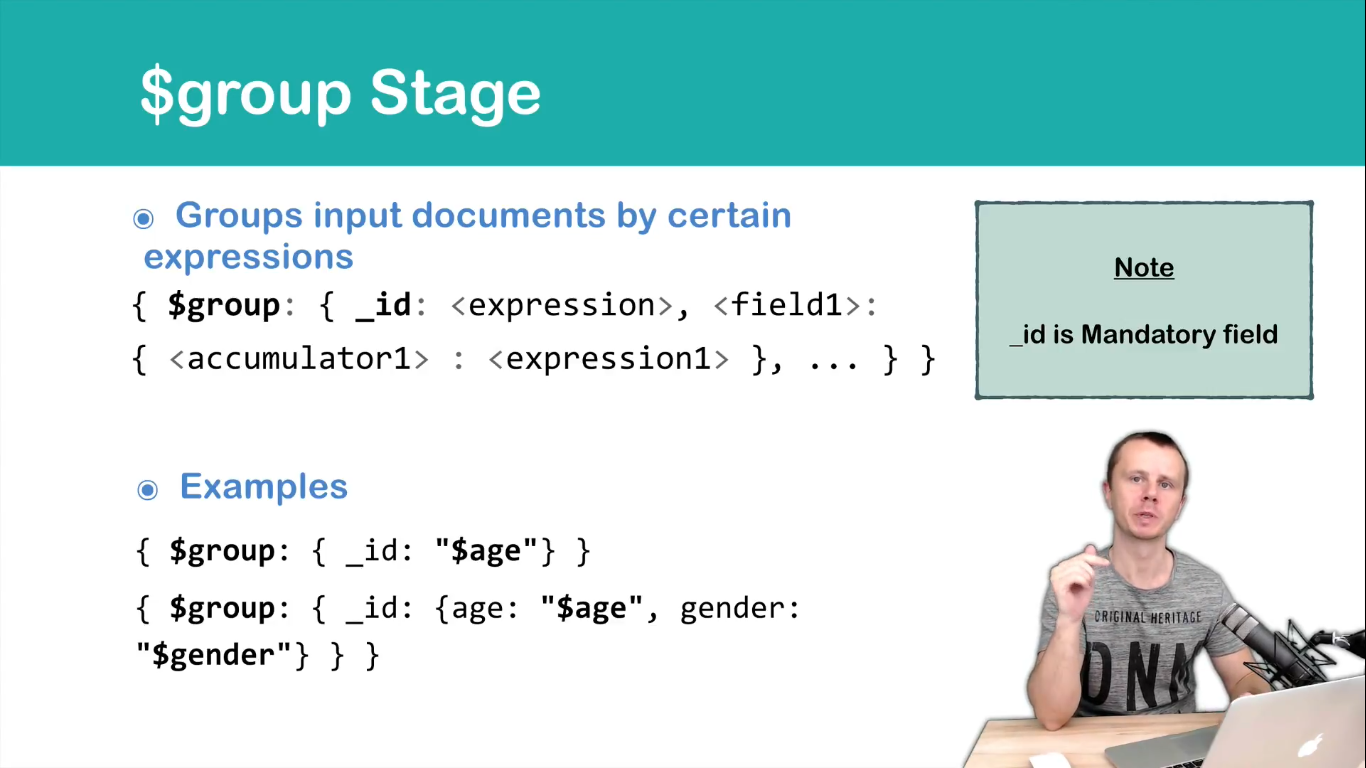 $group Stage
◉ Groups input documents by certain
expressions
{ $group: { _id: <expression>, <field1>:
{ <accumulator1> : <expression1> }, ... } }
Note
_id is Mandatory field
◉ Examples
{ $group: { _id: "$age"} }
{ $group: { _id: {age: "$age", gender:
"$gender"} } }
ORIGINAL HERITAGE